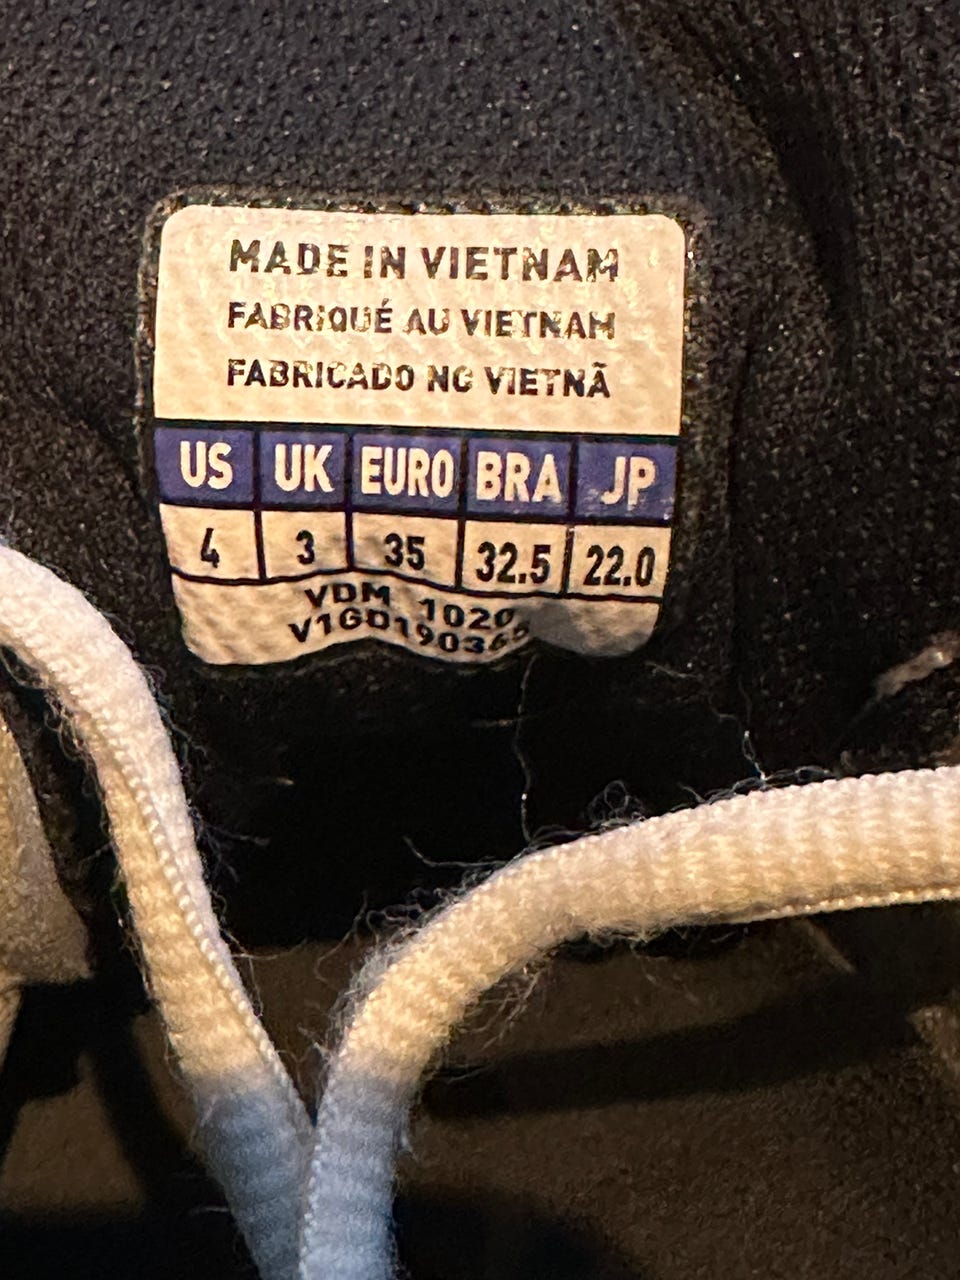 MADE IN VIETNAM
FABRIQUÉ AU VIETNAM
FABRICADO NO VIETNÃ
US UK EURO BRA JP
4 3 35 32.5 22.0
VDM 1020